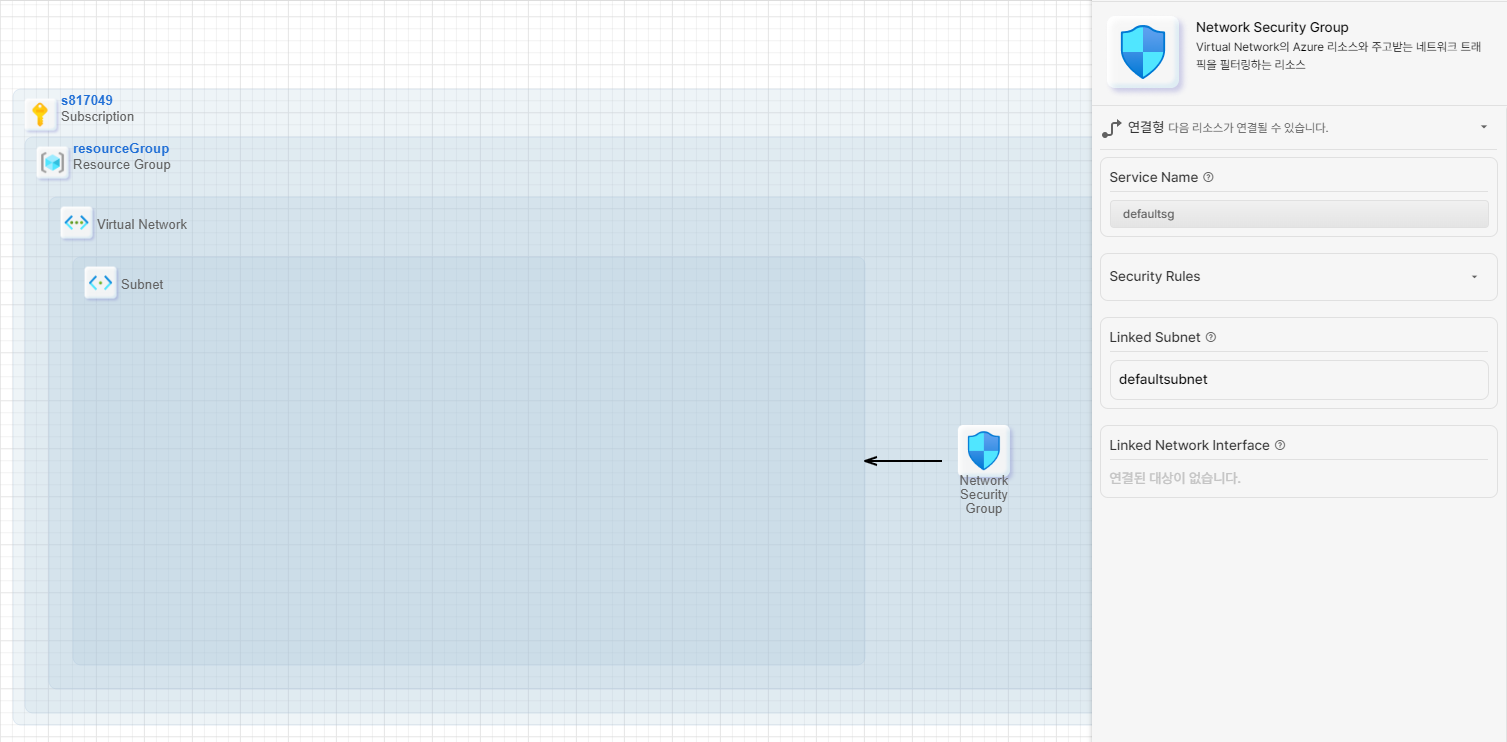 s817049
Subscription
resourceGroup
Resource Group
Virtual Network
Subnet
Network
Security
Group
Network Security Group
Virtual Network의 Azure 리소스와 주고받는 네트워크 트래
픽을 필터링하는 리소스
연결형 다음 리소스가 연결될 수 있습니다.
Service Name
defaultsg
Security Rules
Linked Subnet
defaultsubnet
Linked Network Interface
연결된 대상이 없습니다.